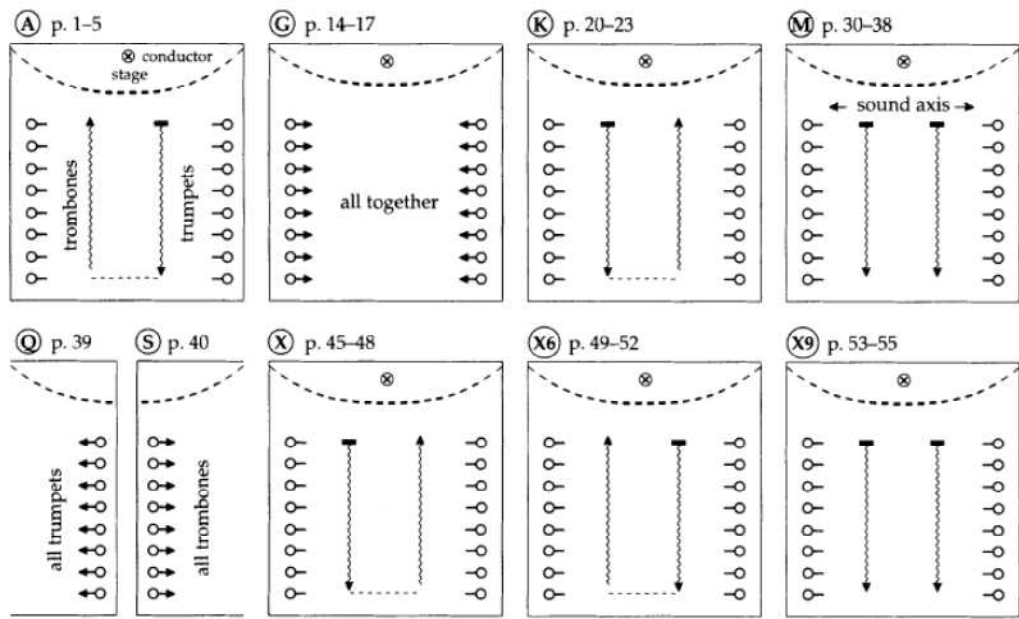 A p. 1–5
G p. 14–17
K p. 20–23
M p. 30–38
conductor
stage
sound axis
trombones
trumpets
all together
Q p. 39
S p. 40
X p. 45–48
X6 p. 49–52
X9 p. 53–55
all trumpets
all trombones